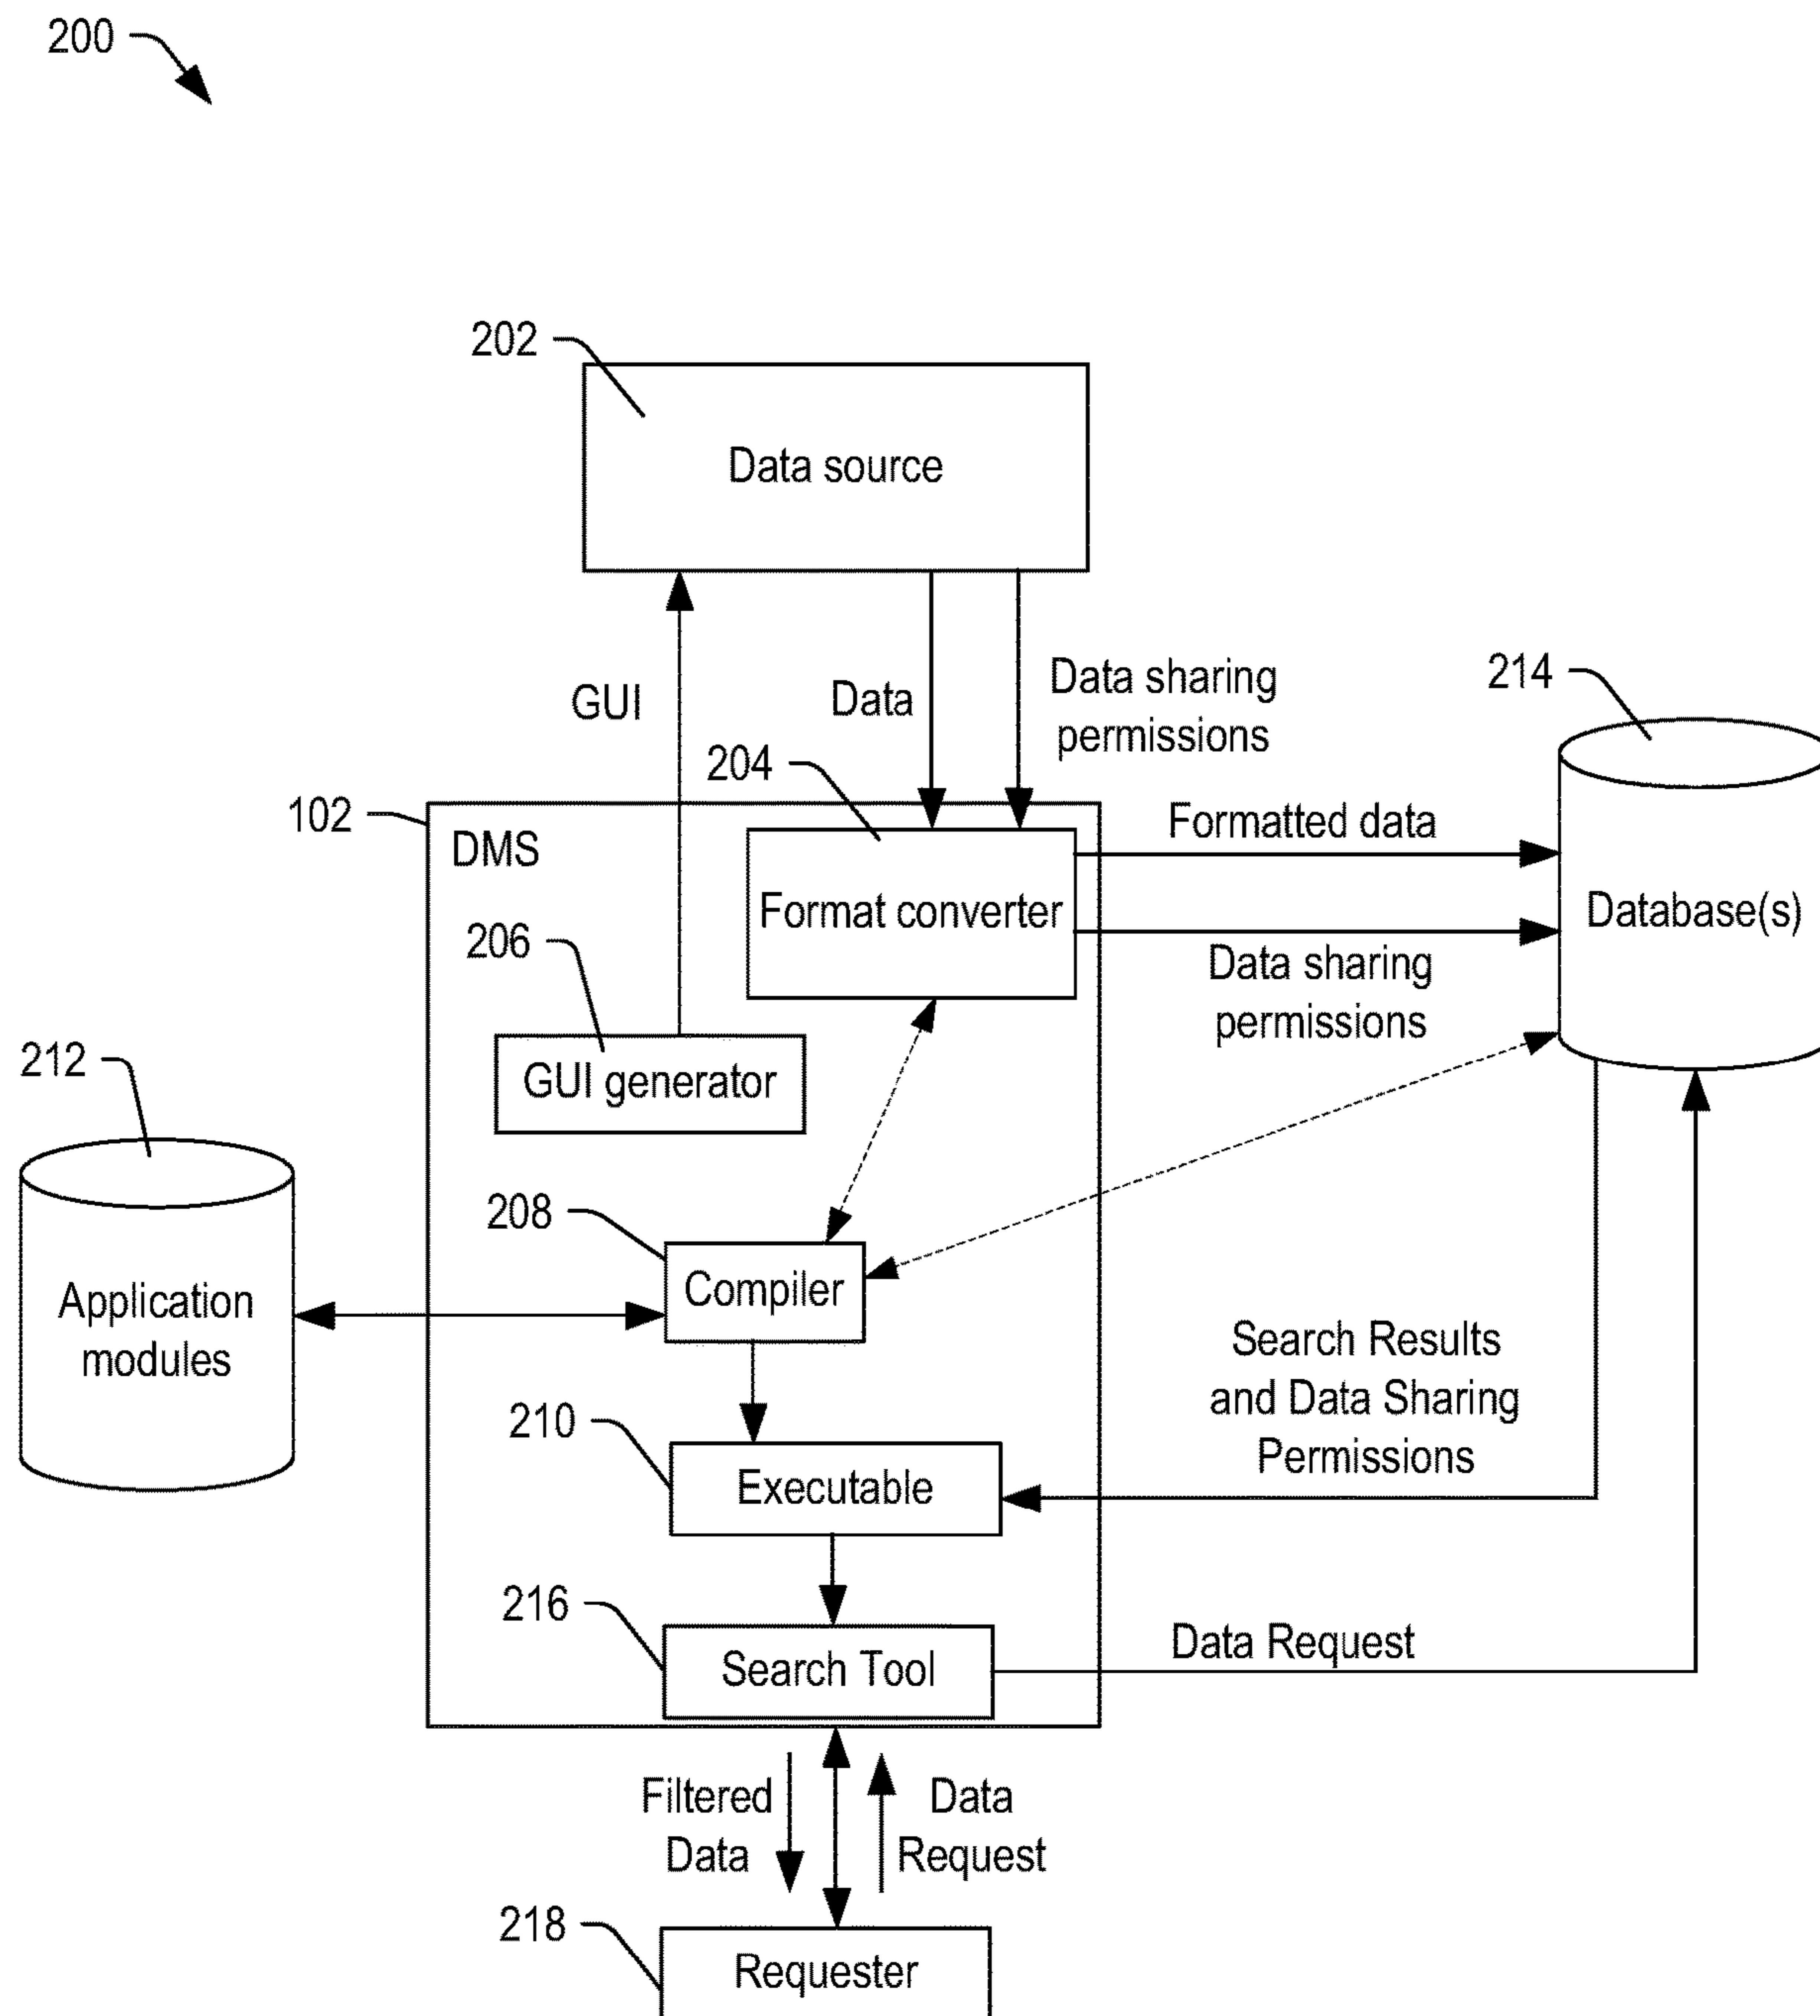 200
202
Data source
GUI
Data
Data sharing
permissions
214
204
102
DMS
Formatted data
Format converter
Database(s)
206
Data sharing
permissions
GUI generator
212
208
Compiler
Application
modules
Search Results
and Data Sharing
Permissions
210
Executable
216
Search Tool
Data Request
Filtered
Data
Data
Request
218
Requester